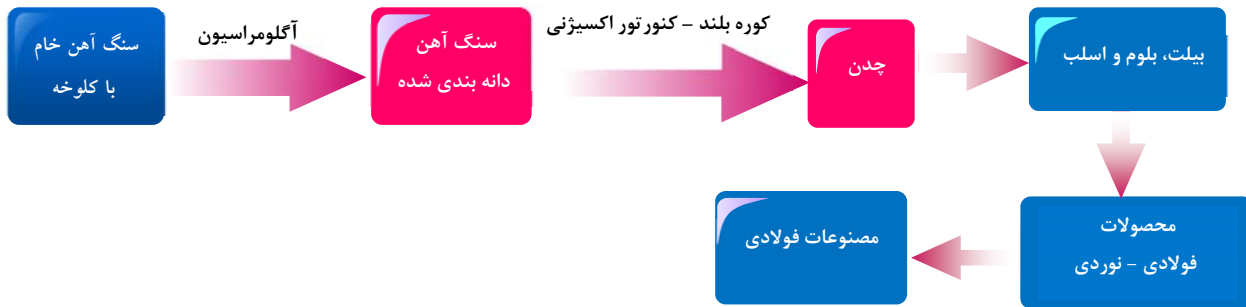 سنگ آهن خام
با کلوخه
آگلومراسیون
سنگ آهن
دانه بندی شده
کوره بلند - کنورتور اکسیژنی
چدن
بیلت، بلوم و اسلب
محصولات
فولادی - نوردی
مصنوعات فولادی